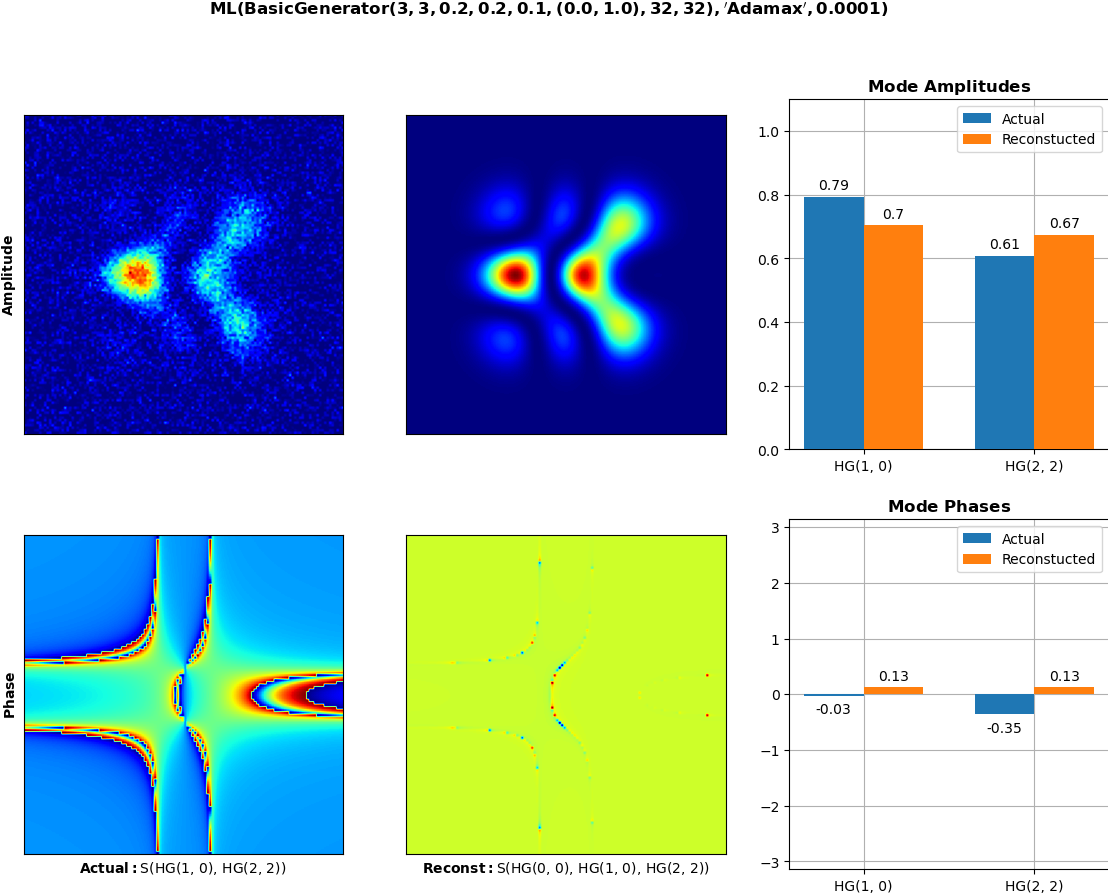 ML(BasicGenerator(3, 3, 0.2, 0.2, 0.1, (0.0, 1.0), 32, 32), 'Adamax', 0.0001)
Mode Amplitudes
Amplitude
1.0
0.8
0.6
0.4
0.2
0.0
Actual
Reconstucted
0.79
0.7
0.61
0.67
HG(1, 0)
HG(2, 2)
Mode Phases
Phase
3
2
1
0
−1
−2
−3
Actual
Reconstucted
0.13
0.13
-0.03
-0.35
HG(1, 0)
HG(2, 2)
Actual: S(HG(1, 0), HG(2, 2))
Reconst: S(HG(0, 0), HG(1, 0), HG(2, 2))